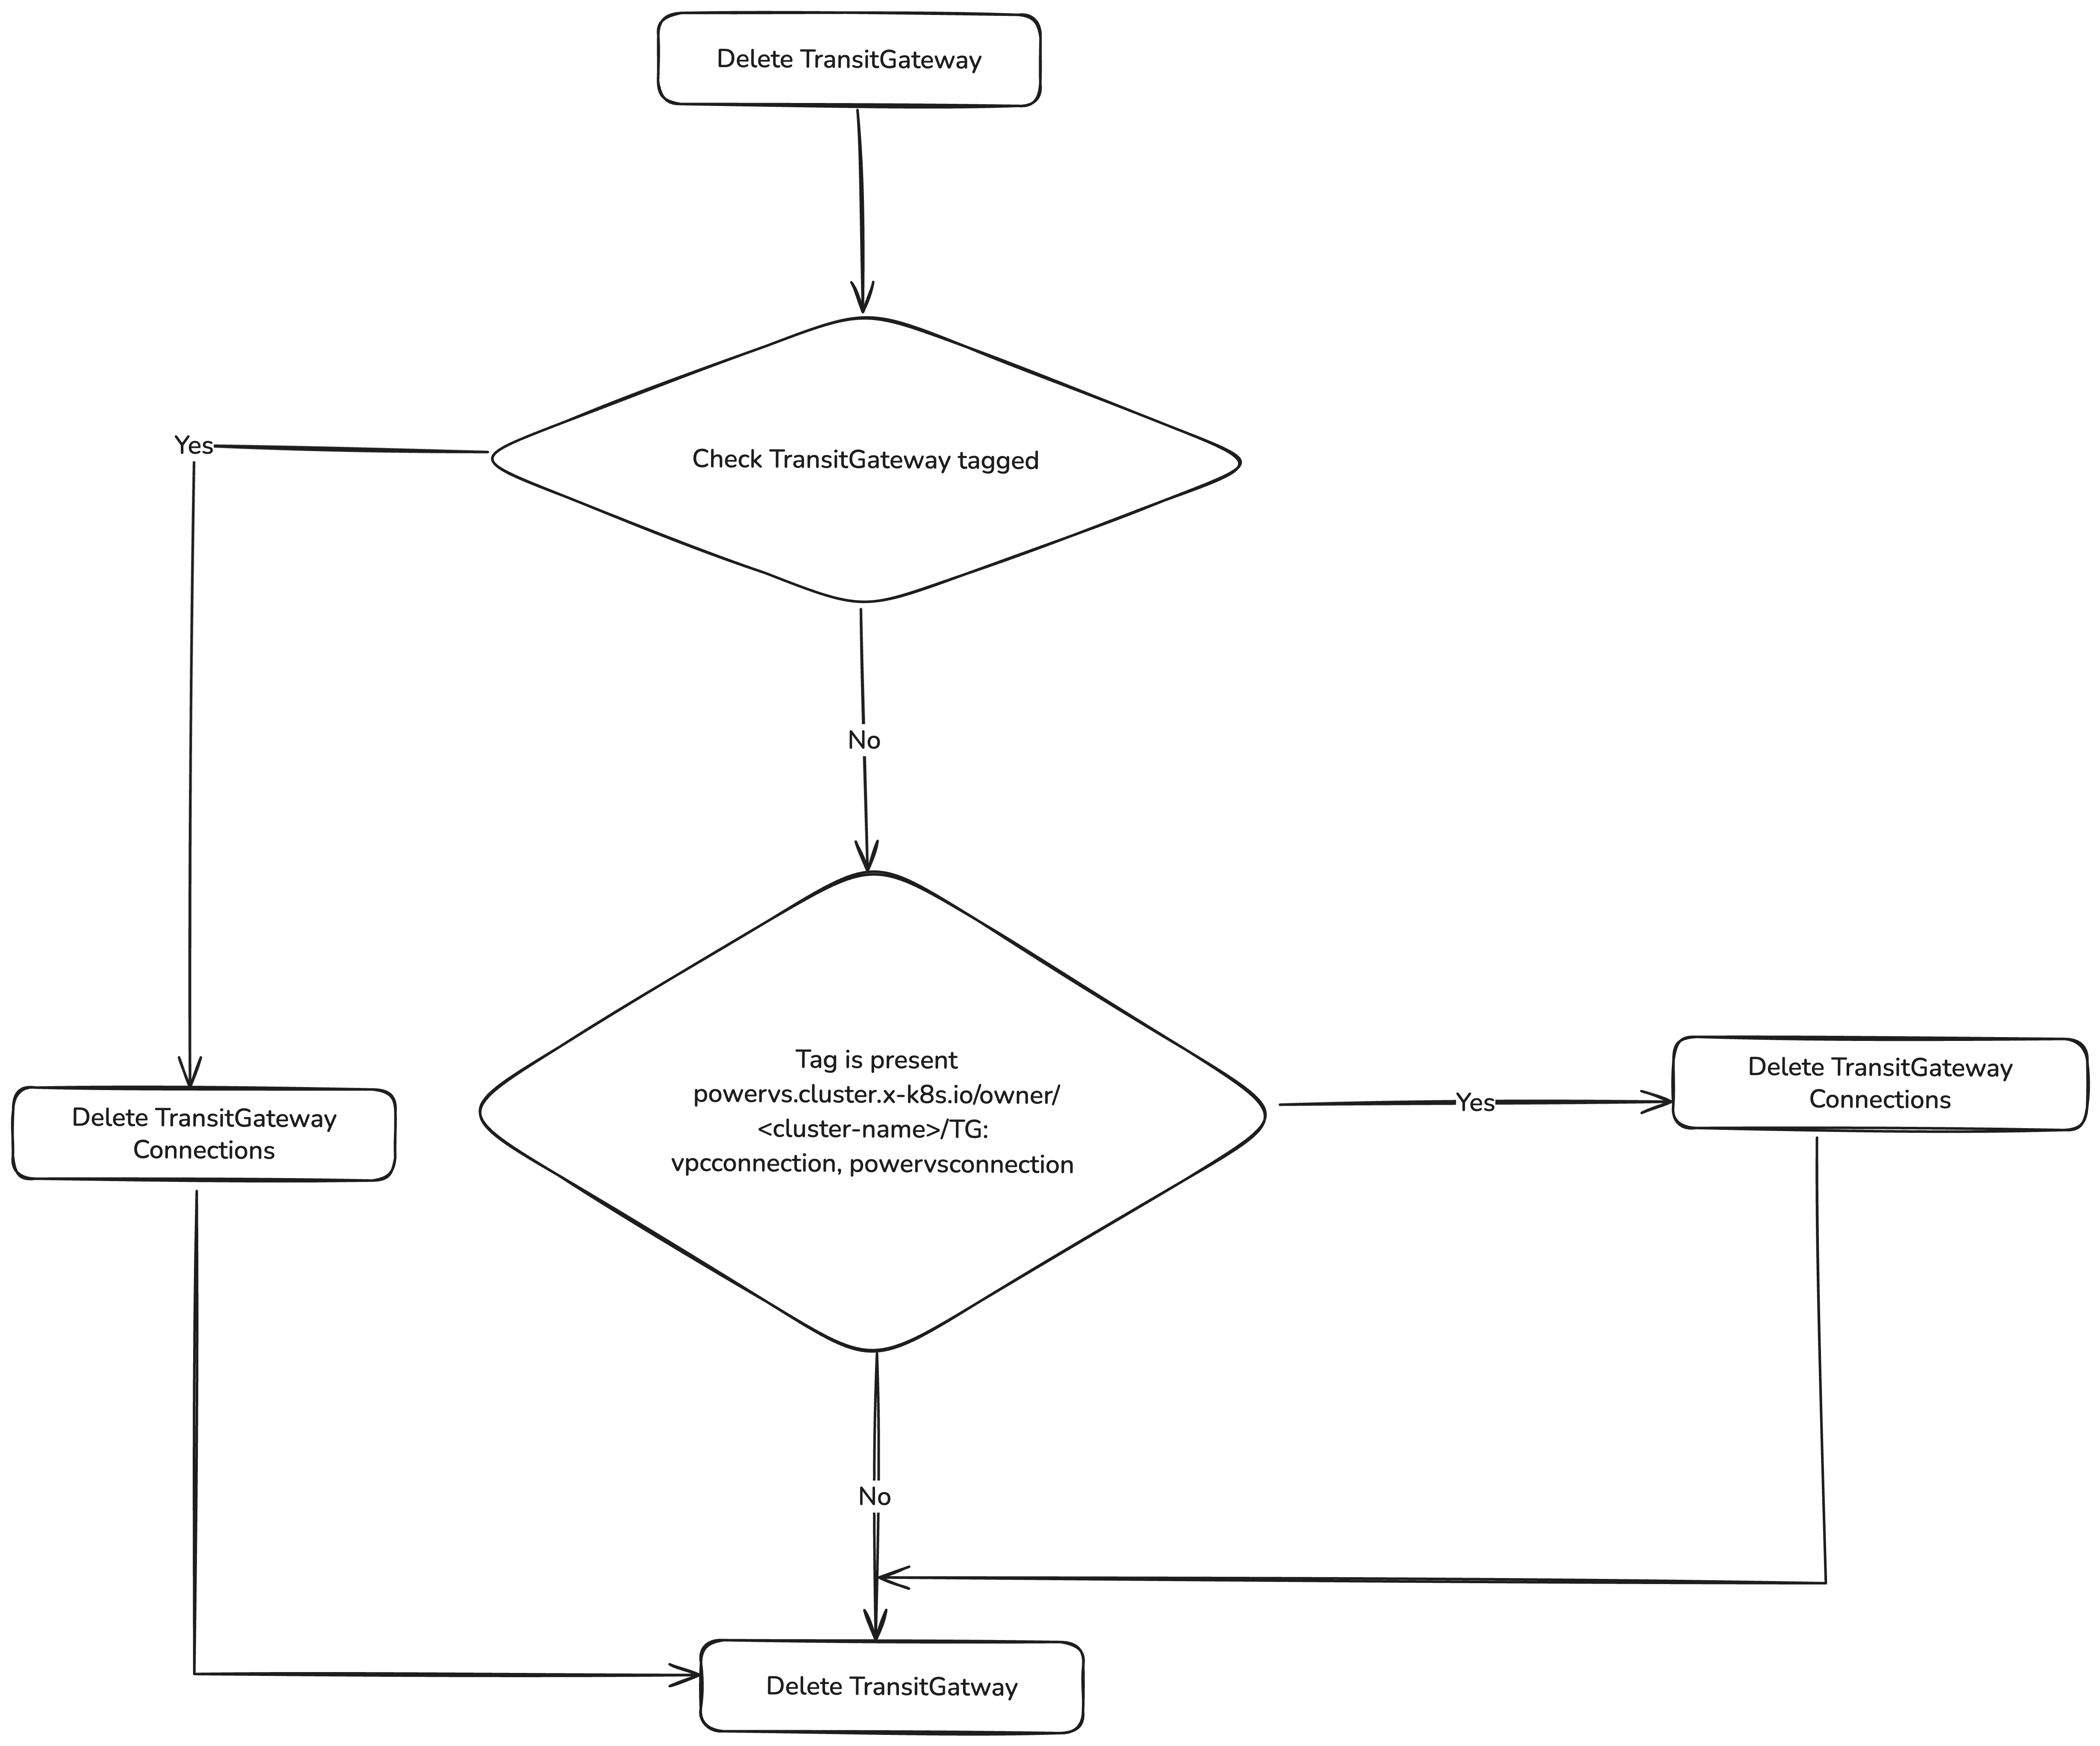 Delete TransitGateway
Check TransitGateway tagged
Yes
No
Tag is present
powervs.cluster.x-k8s.io/owner/
<cluster-name>/TG:
vpcconnection, powervsconnection
Yes
Delete TransitGateway
Connections
Delete TransitGateway
Connections
No
Delete TransitGatway